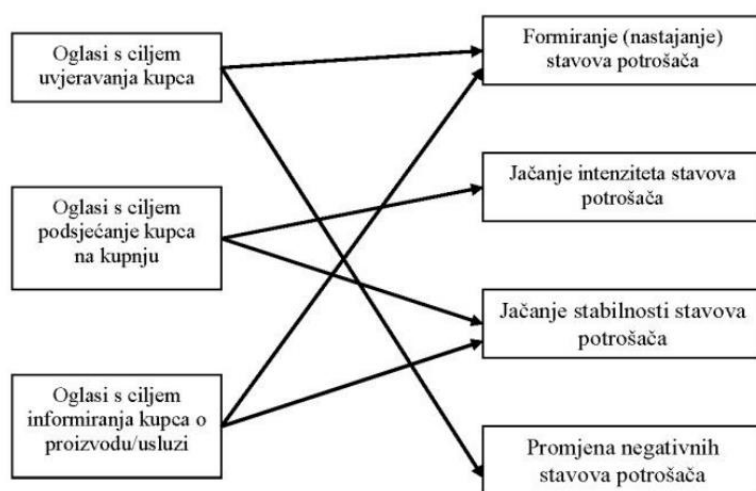 Oglasi s ciljem
uvjeravanja kupca
Oglasi s ciljem
podsjećanje kupca
na kupnju
Oglasi s ciljem
informiranja kupca o
proizvodu/usluzi
Formiranje (nastajanje)
stavova potrošača
Jačanje intenziteta stavova
potrošača
Jačanje stabilnosti stavova
potrošača
Promjena negativnih
stavova potrošača